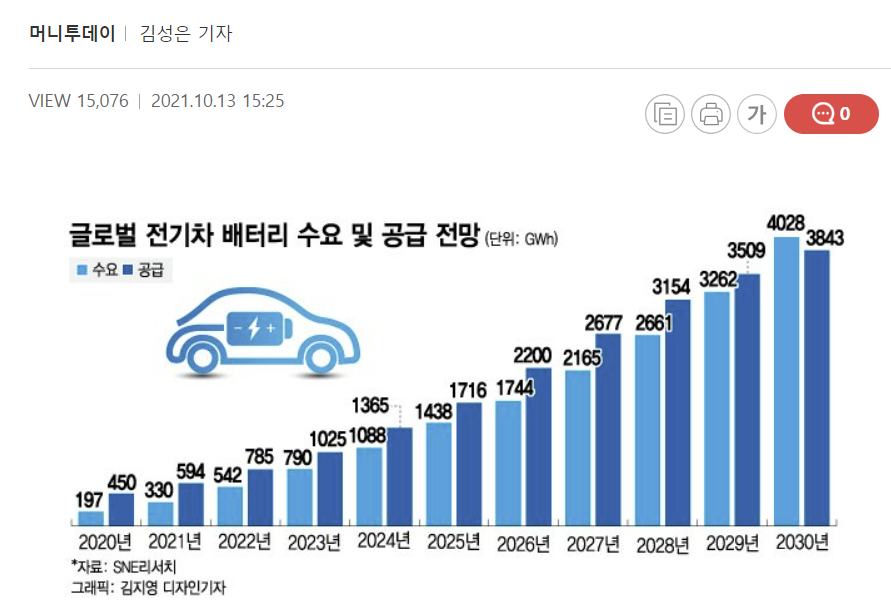 머니투데이 | 김성은 기자
VIEW 15,076 | 2021.10.13 15:25
가
0
글로벌 전기차 배터리 수요 및 공급 전망 (단위: GWh)
수요 공급
197 450 330 594 542 785 790 1025 1088 1365 1438 1716 1744 2200 2165 2677 2661 3154 3262 3509 4028 3843
2020년 2021년 2022년 2023년 2024년 2025년 2026년 2027년 2028년 2029년 2030년
*자료: SNE리서치
그래픽: 김지영 디자인기자